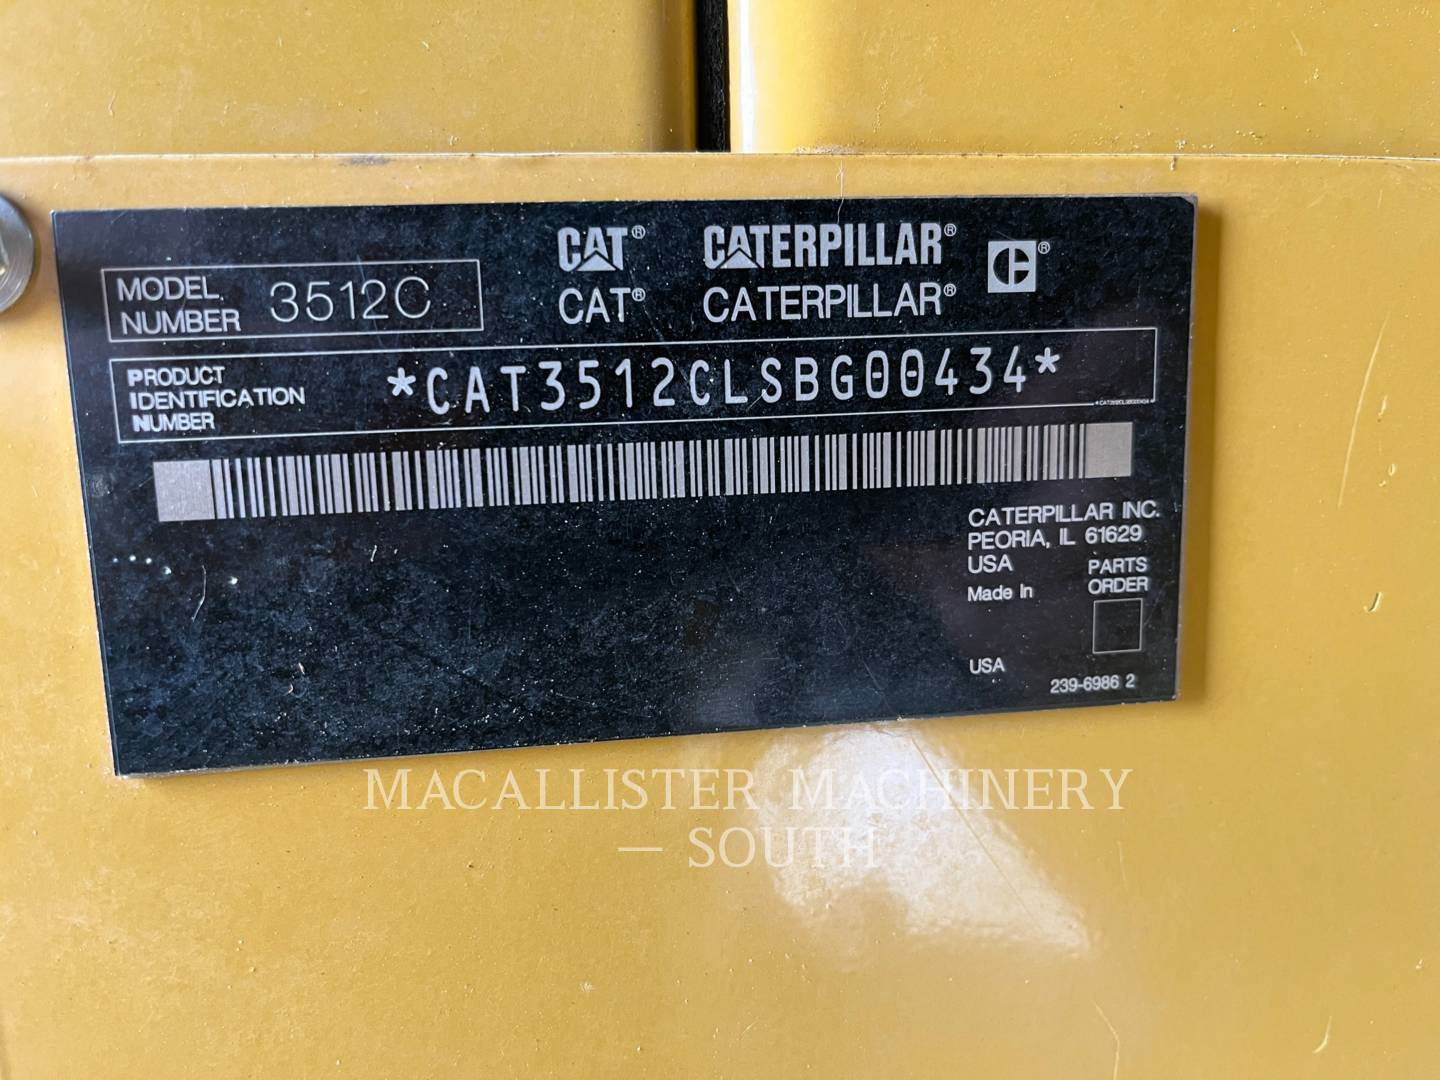 MODEL
NUMBER 3512C
CAT® CATERPILLAR® C®
CAT® CATERPILLAR®
PRODUCT
IDENTIFICATION
NUMBER
*CAT3512CLSBG00434*
*CAT3512CLSBG00434*
CATERPILLAR INC.
PEORIA, IL 61629
USA
Made In
USA
PARTS
ORDER
239-6986 2
MACALLISTER MACHINERY
— SOUTH